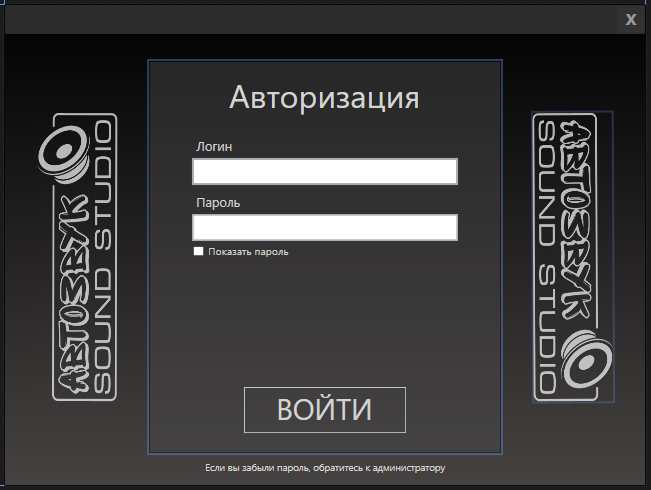 X
Авторизация
Логин
Пароль
Показать пароль
ВОЙТИ
Если вы забыли пароль, обратитесь к администратору
АВТОЗВУК
SOUND STUDIO
АВТОЗВУК
SOUND STUDIO